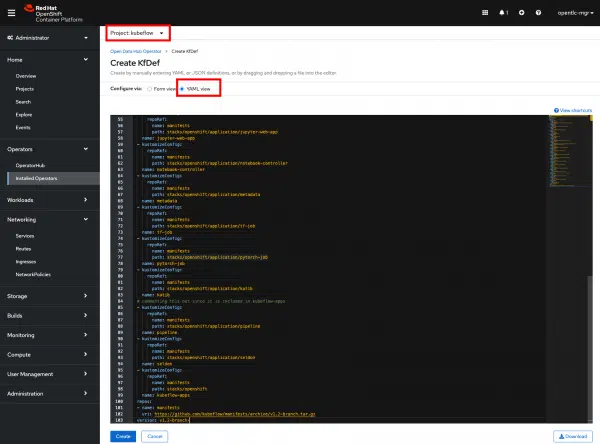 Red Hat
OpenShift
Container Platform
1
opentlc-mgr
Administrator
Home
Overview
Projects
Search
Explore
Events
Operators
OperatorHub
Installed Operators
Workloads
Networking
Services
Routes
Ingresses
NetworkPolicies
Storage
Builds
Monitoring
Compute
User Management
Administration
Project: kubeflow
Open Data Hub Operator > Create KfDef
Create KfDef
Create by manually entering YAML or JSON definitions, or by dragging and dropping a file into the editor.
Configure via: Form view YAML view
View shortcuts
55 repoRef:
56 name: manifests
57 path: stacks/openshift/application/jupyter-web-app
58 name: jupyter-web-app
59 - kustomizeConfig:
60 repoRef:
61 name: manifests
62 path: stacks/openshift/application/notebook-controller
63 name: notebook-controller
64 - kustomizeConfig:
65 repoRef:
66 name: manifests
67 path: stacks/openshift/application/metadata
68 name: metadata
69 - kustomizeConfig:
70 repoRef:
71 name: manifests
72 path: stacks/openshift/application/tf-job
73 name: tf-job
74 - kustomizeConfig:
75 repoRef:
76 name: manifests
77 path: stacks/openshift/application/pytorch-job
78 name: pytorch-job
79 - kustomizeConfig:
80 repoRef:
81 name: manifests
82 path: stacks/openshift/application/katib
83 name: katib
84 # commenting this out since it is included in kubeflow-apps
85 - kustomizeConfig:
86 repoRef:
87 name: manifests
88 path: stacks/openshift/application/pipeline
89 name: pipeline
90 - kustomizeConfig:
91 repoRef:
92 name: manifests
93 path: stacks/openshift/application/seldon
94 name: seldon
95 - kustomizeConfig:
96 repoRef:
97 name: manifests
98 path: stacks/openshift
99 name: kubeflow-apps
100 repos:
101 - name: manifests
102 uri: https://github.com/kubeflow/manifests/archive/v1.2-branch.tar.gz
103 version: v1.2-branch
Create
Cancel
Download